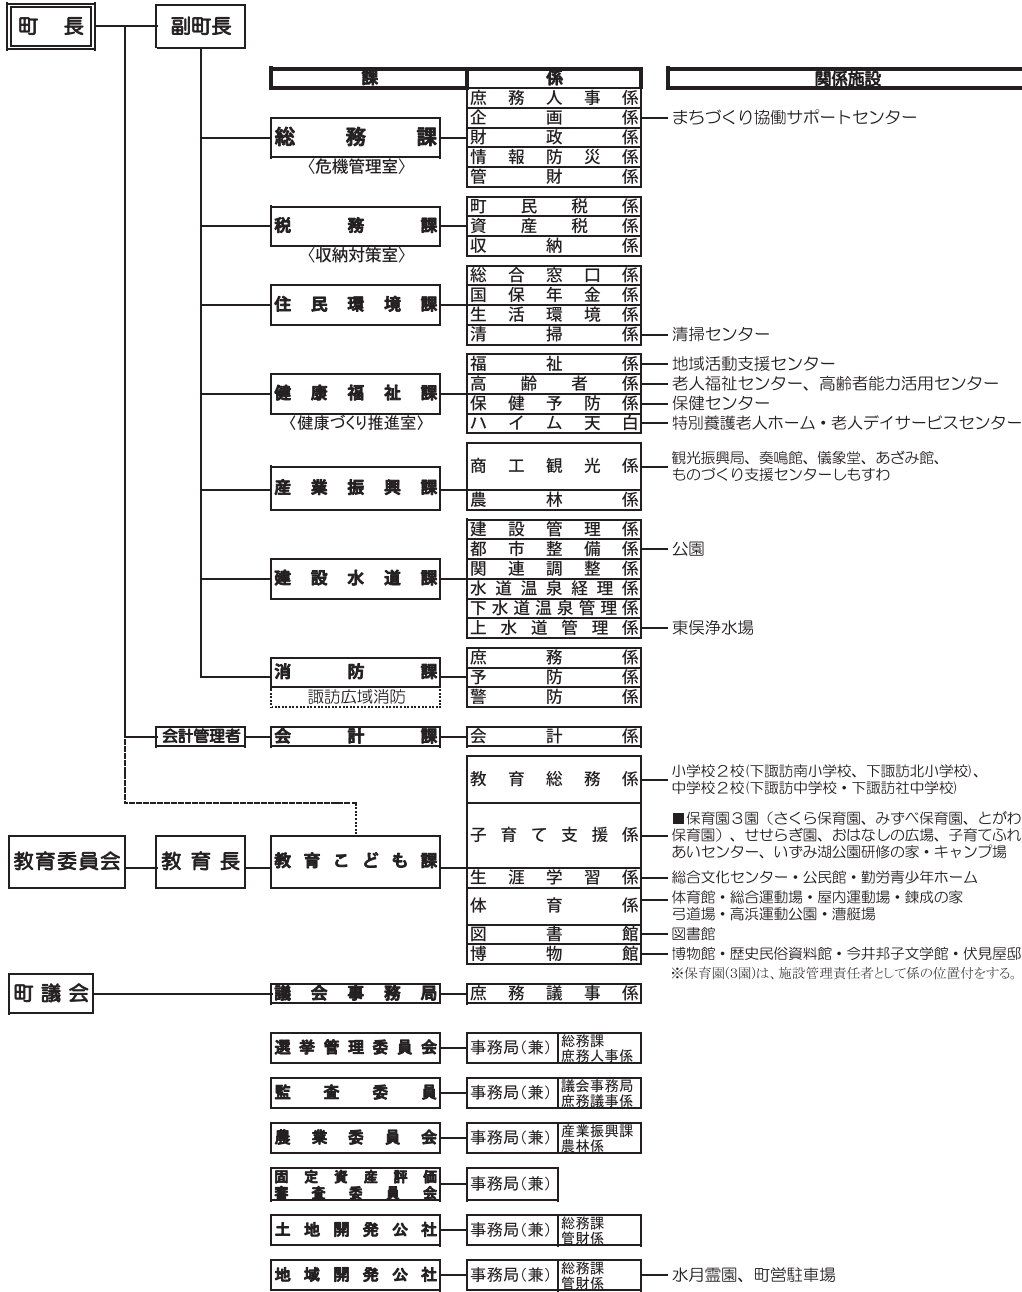 町 長
副町長
課
係
関係施設
総務課
〈危機管理室〉
庶務人事係
企画係
まちづくり協働サポートセンター
財政係
情報防災係
管財係
税務課
〈収納対策室〉
町民税係
資産税係
収納係
住民環境課
総合窓口係
国保年金係
生活環境係
清掃係
清掃センター
健康福祉課
〈健康づくり推進室〉
福祉係
地域活動支援センター
高齢者係
老人福祉センター、高齢者能力活用センター
保健予防係
保健センター
ハイム天白
特別養護老人ホーム・老人デイサービスセンター
産業振興課
商工観光係
観光振興局、奏鳴館、儀象堂、あざみ館、
ものづくり支援センターしもすわ
農林係
建設水道課
建設管理係
都市整備係
公園
関連調整係
水道温泉経理係
下水道温泉管理係
上水道管理係
東俣浄水場
消防課
諏訪広域消防
庶務係
予防係
警防係
会計管理者
会計課
会計係
教育委員会
教育長
教育こども課
教育総務係
小学校２校(下諏訪南小学校、下諏訪北小学校)、
中学校２校(下諏訪中学校・下諏訪社中学校)
子育て支援係
■保育園３園（さくら保育園、みずべ保育園、とがわ
保育園）、せせらぎ園、おはなしの広場、子育てふれ
あいセンター、いずみ湖公園研修の家・キャンプ場
生涯学習係
総合文化センター・公民館・勤労青少年ホーム
体育係
体育館・総合運動場・屋内運動場・錬成の家
弓道場・高浜運動公園・漕艇場
図書館
図書館
博物館
博物館・歴史民俗資料館・今井邦子文学館・伏見屋邸
※保育園(3園)は、施設管理責任者として係の位置付をする。
町議会
議会事務局
庶務議事係
選挙管理委員会
事務局（兼）
総務課
庶務人事係
監査委員
事務局（兼）
議会事務局
庶務議事係
農業委員会
事務局（兼）
産業振興課
農林係
固定資産評価
審査委員会
事務局（兼）
土地開発公社
事務局（兼）
総務課
管財係
地域開発公社
事務局（兼）
総務課
管財係
水月霊園、町営駐車場